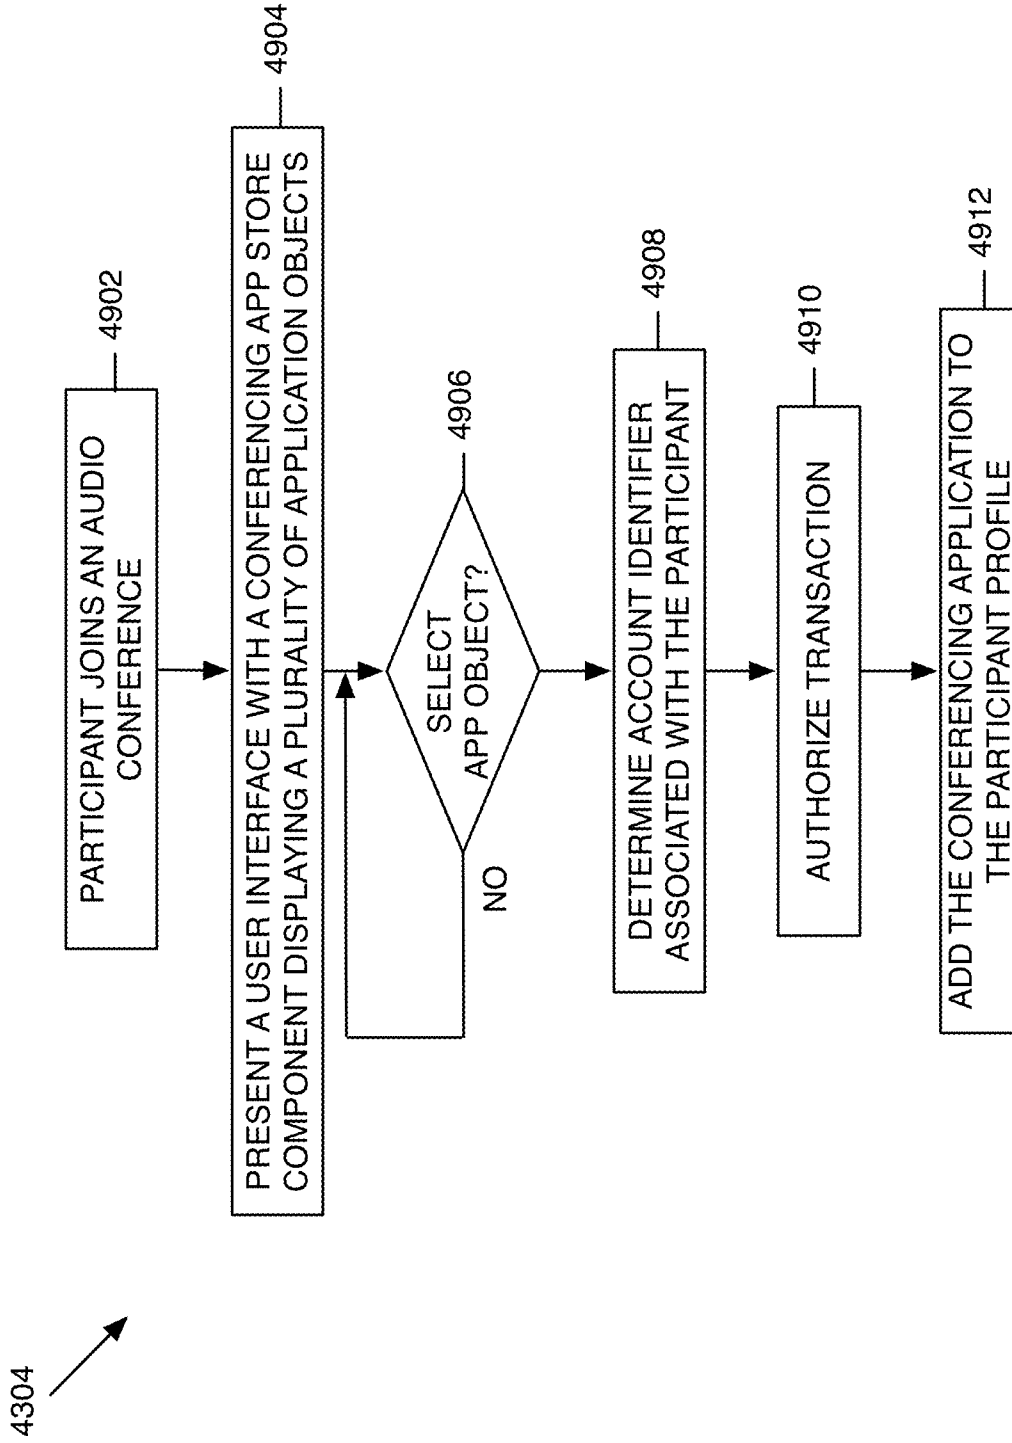 4304
PARTICIPANT JOINS AN AUDIO
CONFERENCE
4902
PRESENT A USER INTERFACE WITH A CONFERENCING APP STORE
COMPONENT DISPLAYING A PLURALITY OF APPLICATION OBJECTS
4904
SELECT
APP OBJECT?
4906
NO
DETERMINE ACCOUNT IDENTIFIER
ASSOCIATED WITH THE PARTICIPANT
4908
AUTHORIZE TRANSACTION
4910
ADD THE CONFERENCING APPLICATION TO
THE PARTICIPANT PROFILE
4912